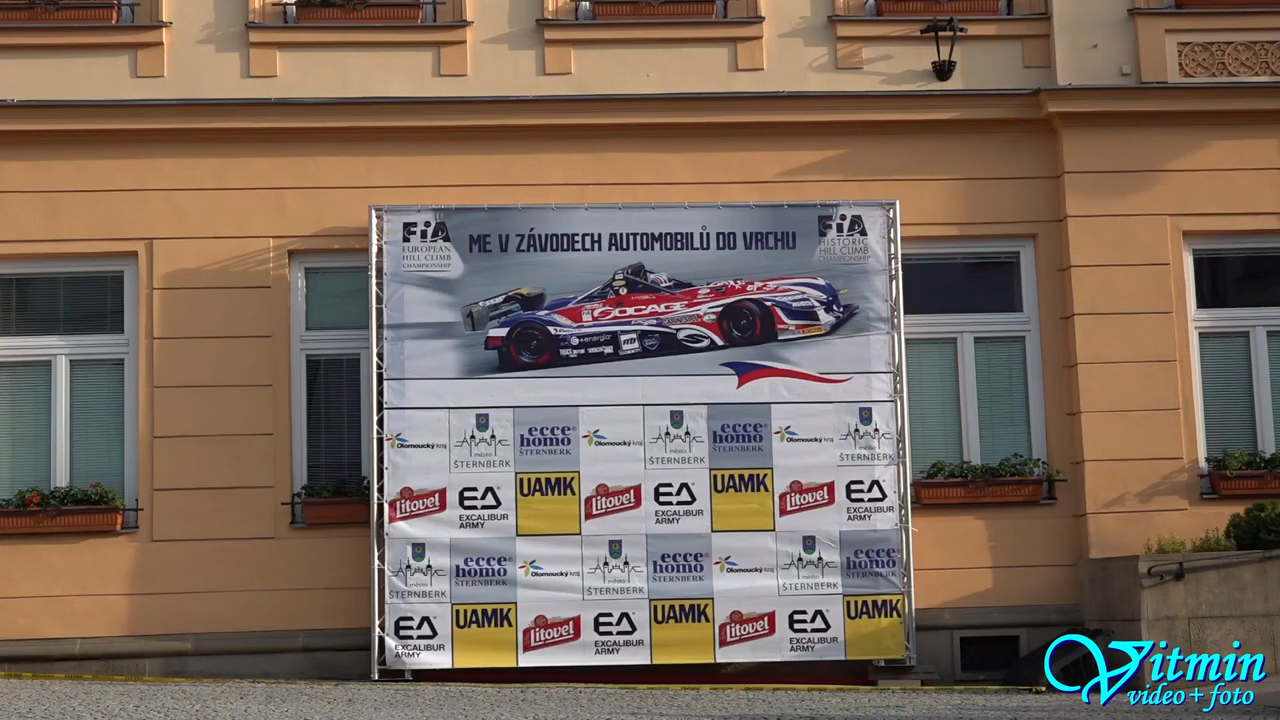 FiA
EUROPEAN
HILL CLIMB
CHAMPIONSHIP
ME V ZÁVODECH AUTOMOBILŮ DO VRCHU
FiA
HISTORIC
HILL CLIMB
CHAMPIONSHIP
SOCAGE
+energia
Olomoucký kraj
město
ŠTERNBERK
ecce homo
ŠTERNBERK
Olomoucký kraj
město
ŠTERNBERK
ecce homo
ŠTERNBERK
Olomoucký kraj
město
ŠTERNBERK
Litovel
EA
EXCALIBUR
ARMY
UAMK
Litovel
EA
EXCALIBUR
ARMY
UAMK
Litovel
EA
EXCALIBUR
ARMY
město
ŠTERNBERK
ecce homo
ŠTERNBERK
Olomoucký kraj
město
ŠTERNBERK
ecce homo
ŠTERNBERK
Olomoucký kraj
město
ŠTERNBERK
ecce homo
ŠTERNBERK
EA
EXCALIBUR
ARMY
UAMK
Litovel
EA
EXCALIBUR
ARMY
UAMK
Litovel
EA
EXCALIBUR
ARMY
UAMK
Vitmin
video+foto